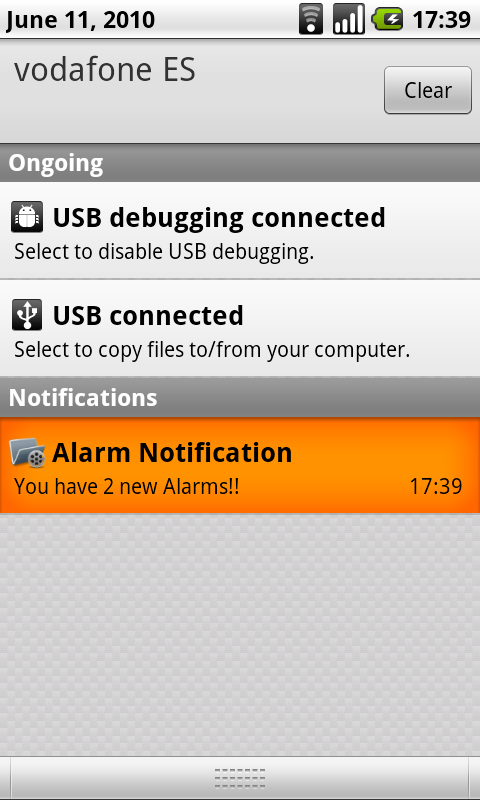 June 11, 2010 17:39
vodafone ES
Clear
Ongoing
USB debugging connected
Select to disable USB debugging.
USB connected
Select to copy files to/from your computer.
Notifications
Alarm Notification
You have 2 new Alarms!! 17:39